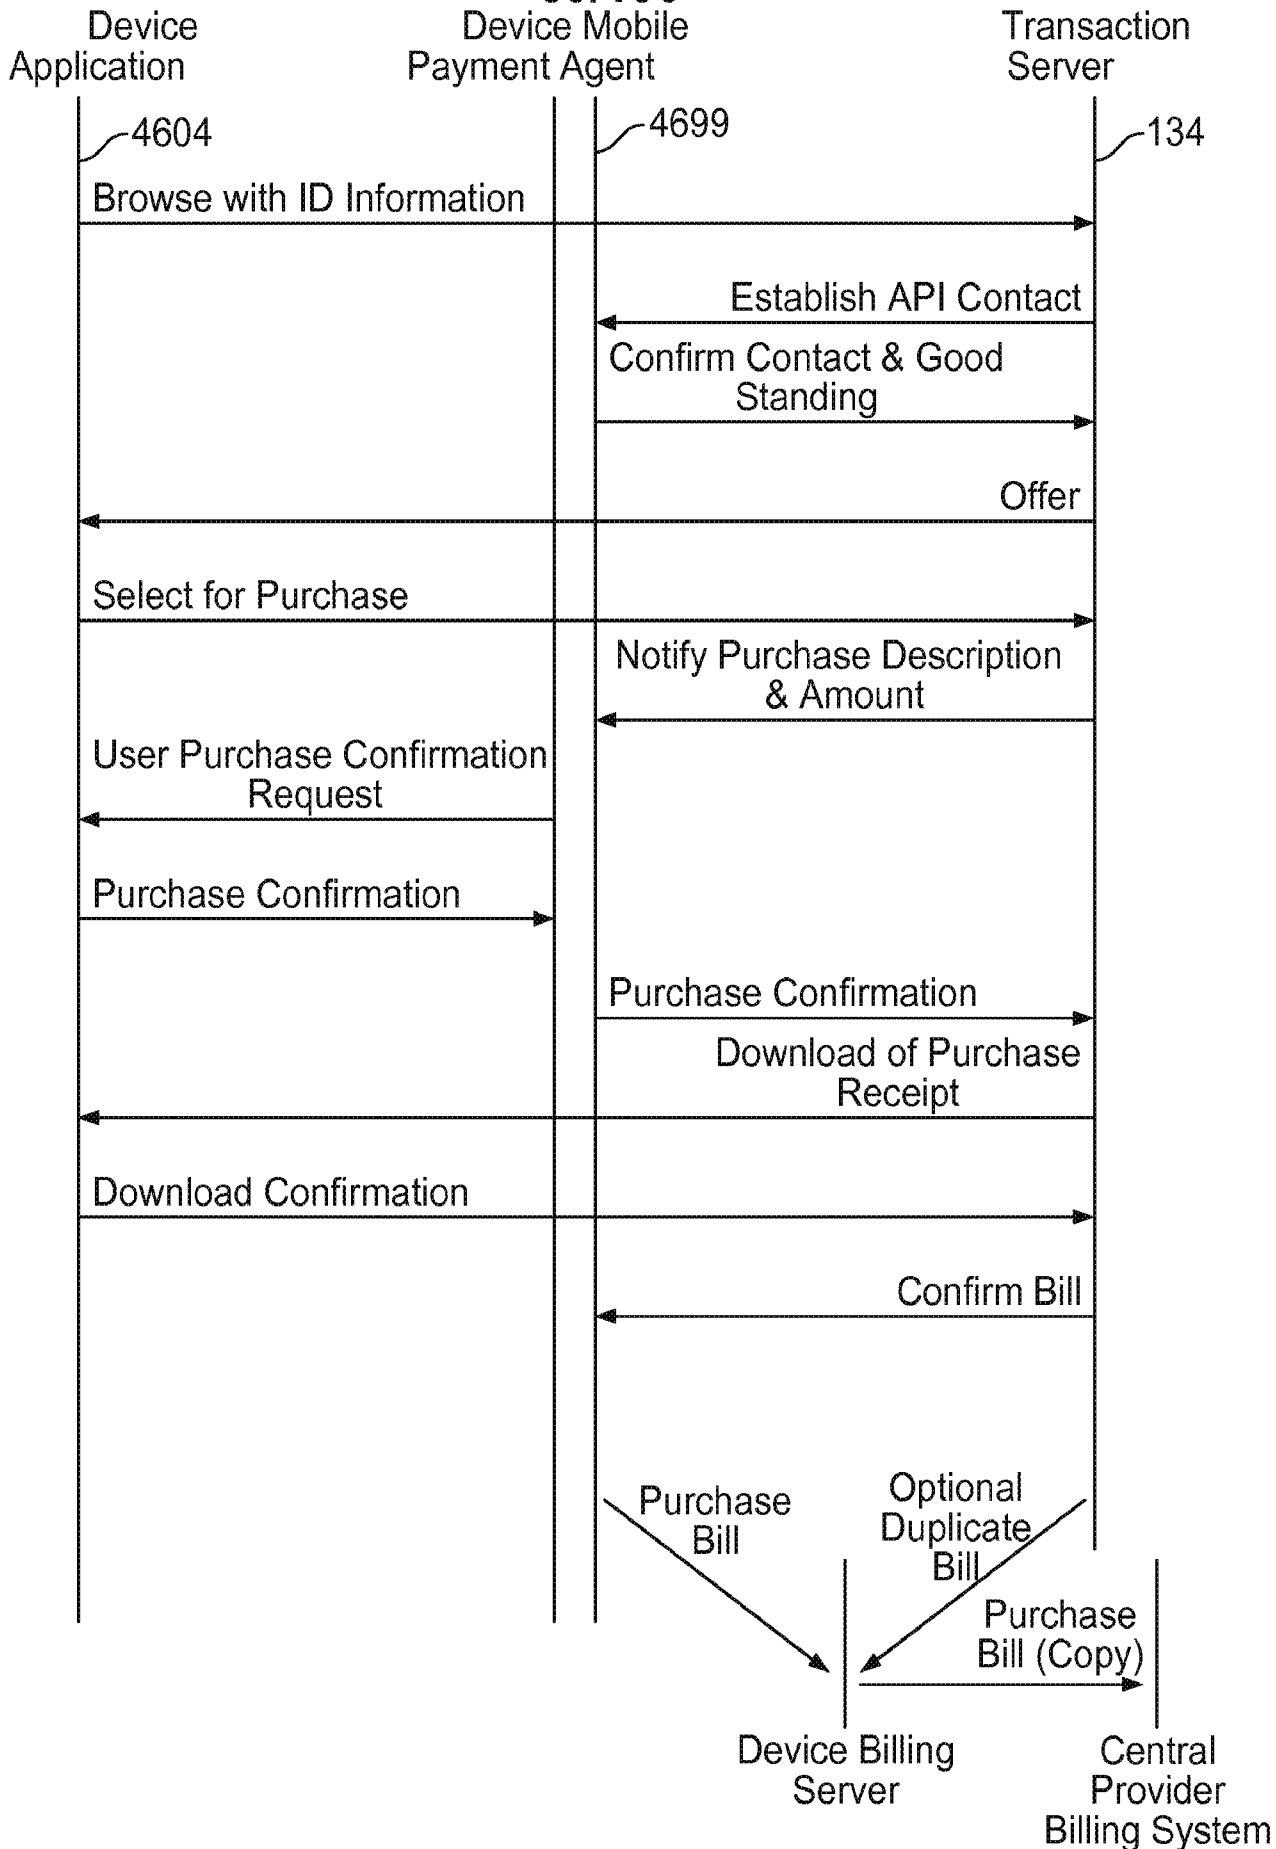 Device
Application
Device Mobile
Payment Agent
Transaction
Server
4604
4699
134
Browse with ID Information
Establish API Contact
Confirm Contact & Good
Standing
Offer
Select for Purchase
Notify Purchase Description
& Amount
User Purchase Confirmation
Request
Purchase Confirmation
Purchase Confirmation
Download of Purchase
Receipt
Download Confirmation
Confirm Bill
Purchase
Bill
Optional
Duplicate
Bill
Purchase
Bill (Copy)
Device Billing
Server
Central
Provider
Billing System